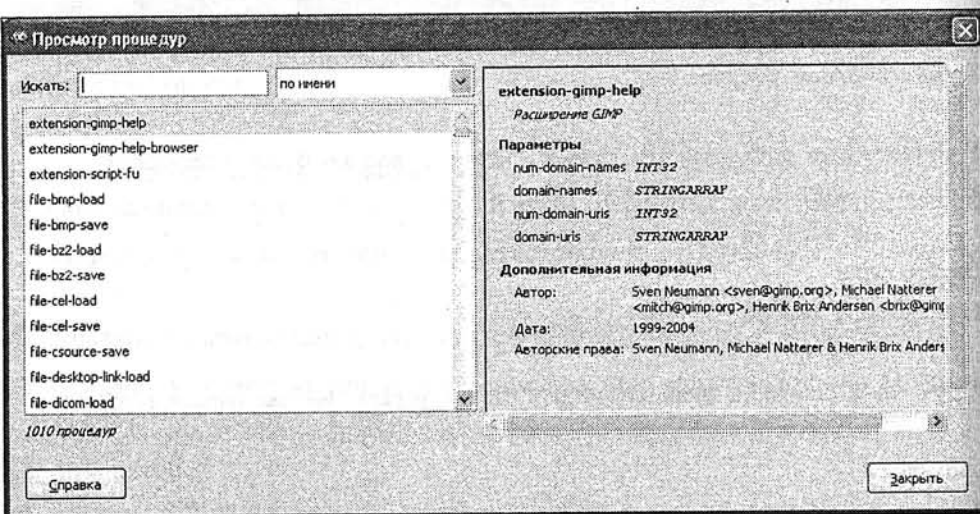 Просмотр процедур
Искать:
по имени
extension-gimp-help
extension-gimp-help-browser
extension-script-fu
file-bmp-load
file-bmp-save
file-bz2-load
file-bz2-save
file-cel-load
file-cel-save
file-csource-save
file-desktop-link-load
file-dicom-load
1010 процедур
Справка
extension-gimp-help
Расширение GIMP
Параметры
num-domain-names INT32
domain-names STRINGARRAY
num-domain-uris INT32
domain-uris STRINGARRAY
Дополнительная информация
Автор: Sven Neumann <sven@gimp.org>, Michael Natterer
<mitch@gimp.org>, Henrik Brix Andersen <brix@gimp
Дата: 1999-2004
Авторские права: Sven Neumann, Michael Natterer & Henrik Brix Anders
Закрыть